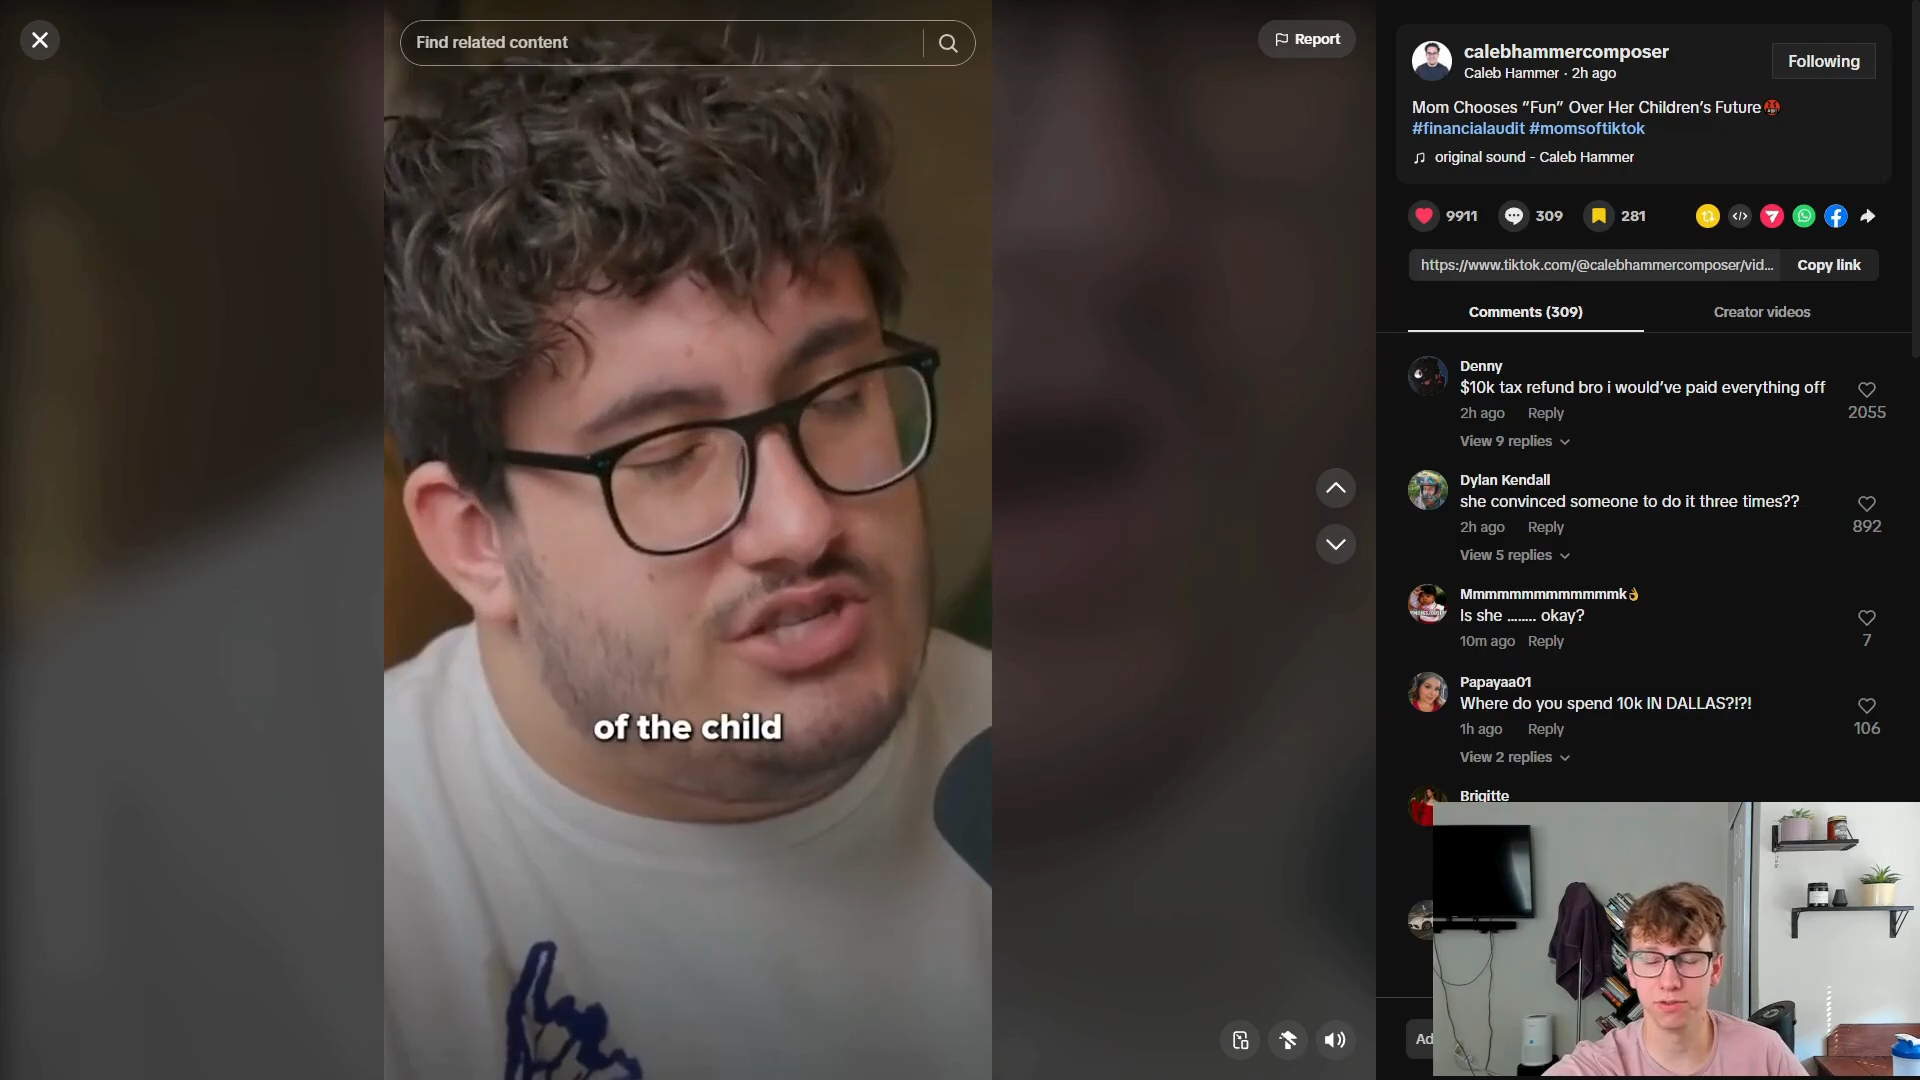 Find related content
Report
of the child
calebhammercomposer
Caleb Hammer · 2h ago
Following
Mom Chooses “Fun” Over Her Children’s Future🤬
#financialaudit #momsoftiktok
original sound - Caleb Hammer
9911
309
281
https://www.tiktok.com/@calebhammercomposer/vid...
Copy link
Comments (309)
Creator videos
Denny
$10k tax refund bro i would’ve paid everything off
2h ago Reply
2055
View 9 replies
Dylan Kendall
she convinced someone to do it three times??
2h ago Reply
892
View 5 replies
Mmmmmmmmmmmmmk👌
Is she ........ okay?
10m ago Reply
7
Papayaa01
Where do you spend 10k IN DALLAS?!?!
1h ago Reply
106
View 2 replies
Brigitte
Ad